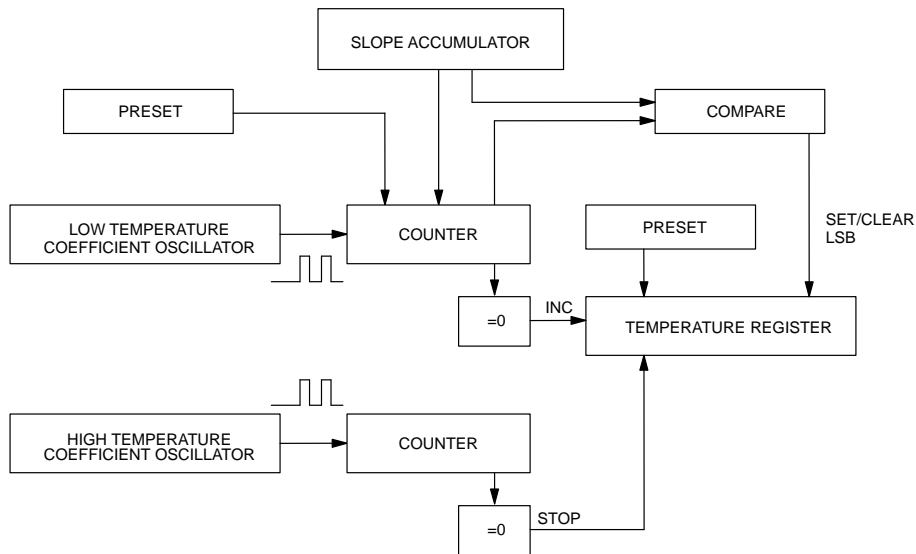 SLOPE ACCUMULATOR
PRESET
COMPARE
LOW TEMPERATURE
COEFFICIENT OSCILLATOR
COUNTER
PRESET
SET/CLEAR
LSB
=0
INC
TEMPERATURE REGISTER
HIGH TEMPERATURE
COEFFICIENT OSCILLATOR
COUNTER
=0
STOP